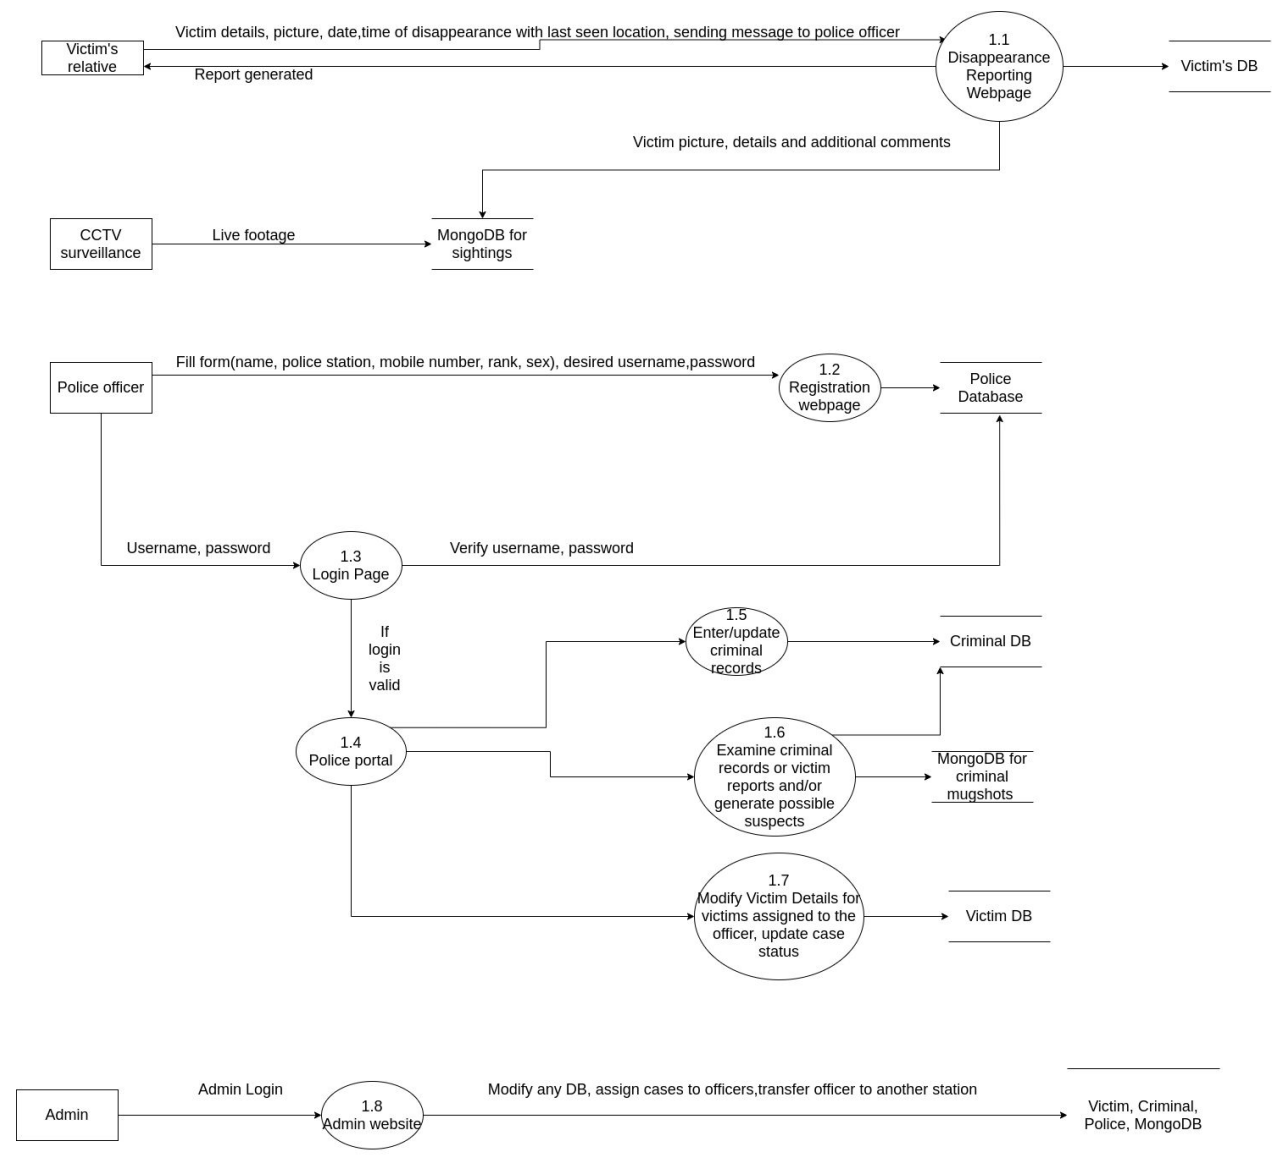 Victim details, picture, date,time of disappearance with last seen location, sending message to police officer
Victim's
relative
Report generated
1.1
Disappearance
Reporting
Webpage
Victim's DB
Victim picture, details and additional comments
CCTV
surveillance
Live footage
MongoDB for
sightings
Police officer
Fill form(name, police station, mobile number, rank, sex), desired username,password
1.2
Registration
webpage
Police
Database
Username, password
1.3
Login Page
Verify username, password
If
login
is
valid
1.5
Enter/update
criminal
records
Criminal DB
1.4
Police portal
1.6
Examine criminal
records or victim
reports and/or
generate possible
suspects
MongoDB for
criminal
mugshots
1.7
Modify Victim Details for
victims assigned to the
officer, update case
status
Victim DB
Admin
Admin Login
1.8
Admin website
Modify any DB, assign cases to officers,transfer officer to another station
Victim, Criminal,
Police, MongoDB